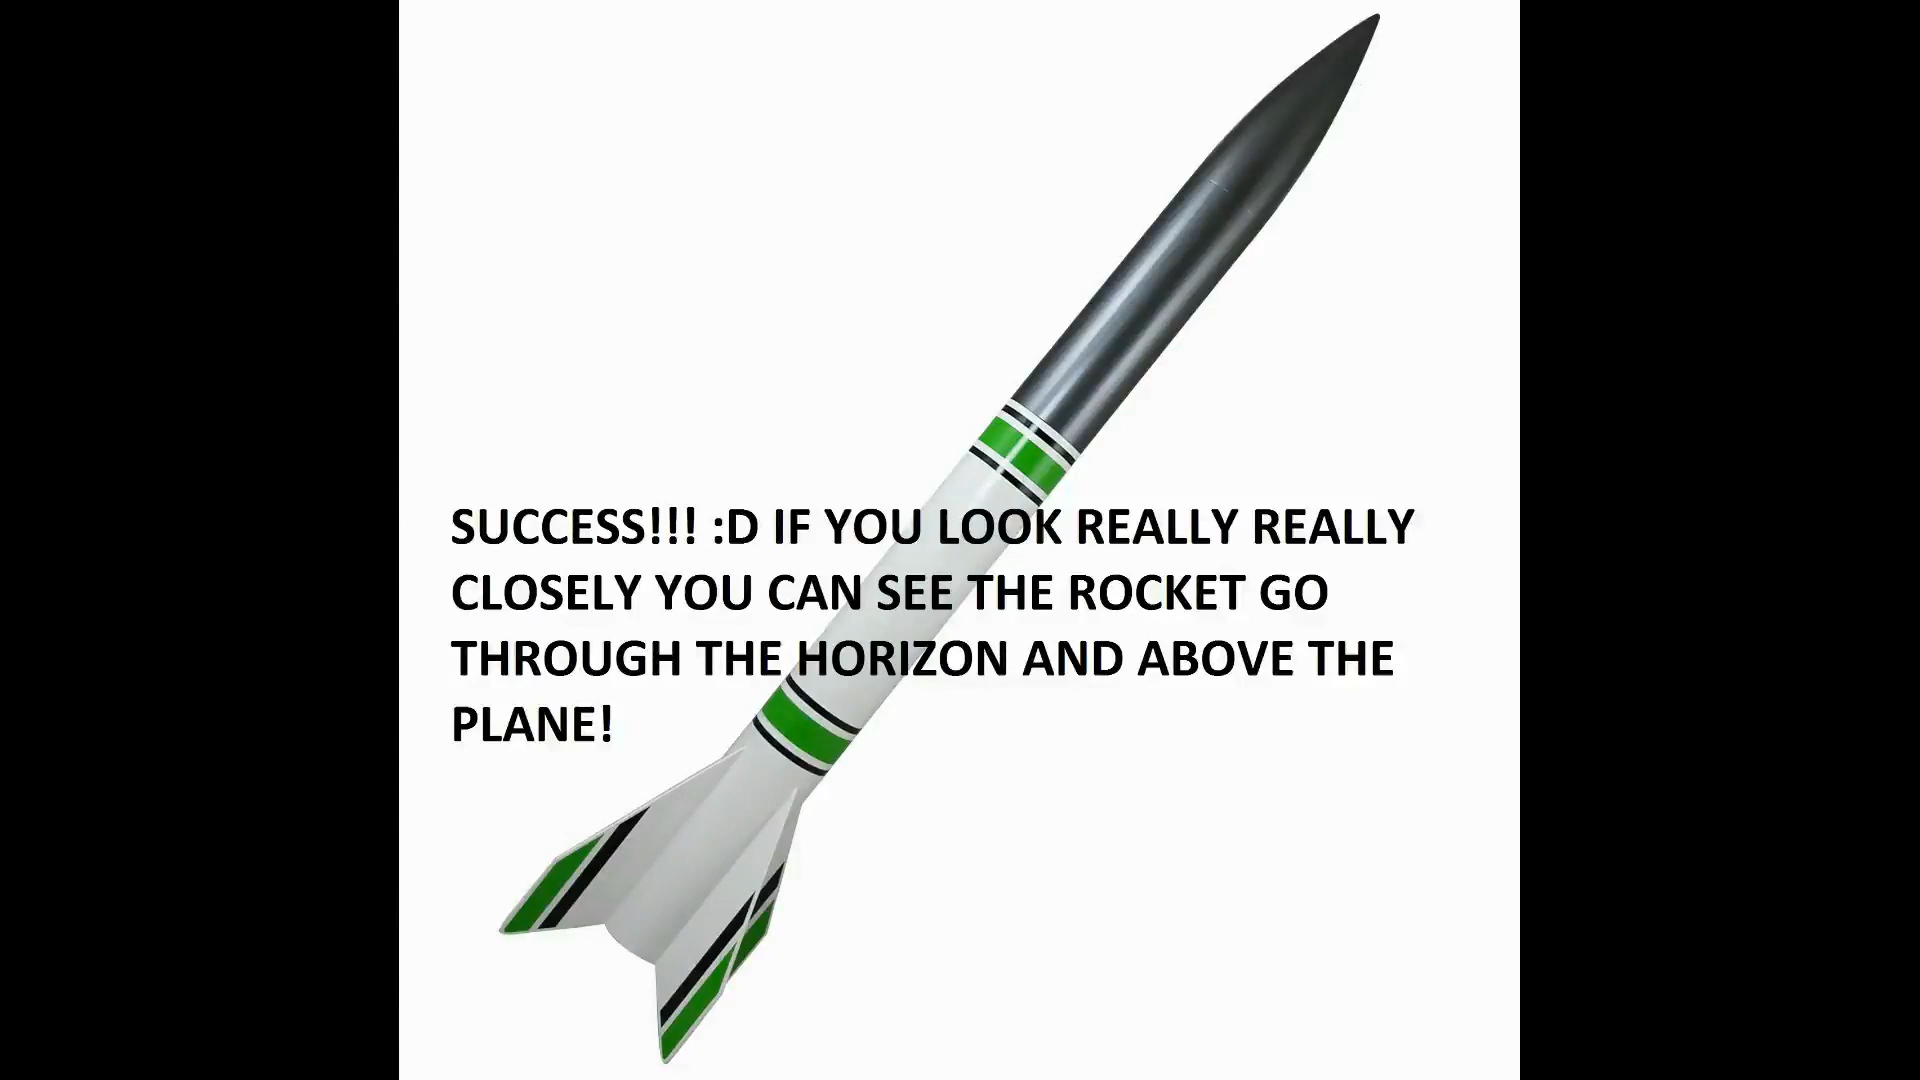 SUCCESS!!! :D IF YOU LOOK REALLY REALLY
CLOSELY YOU CAN SEE THE ROCKET GO
THROUGH THE HORIZON AND ABOVE THE
PLANE!